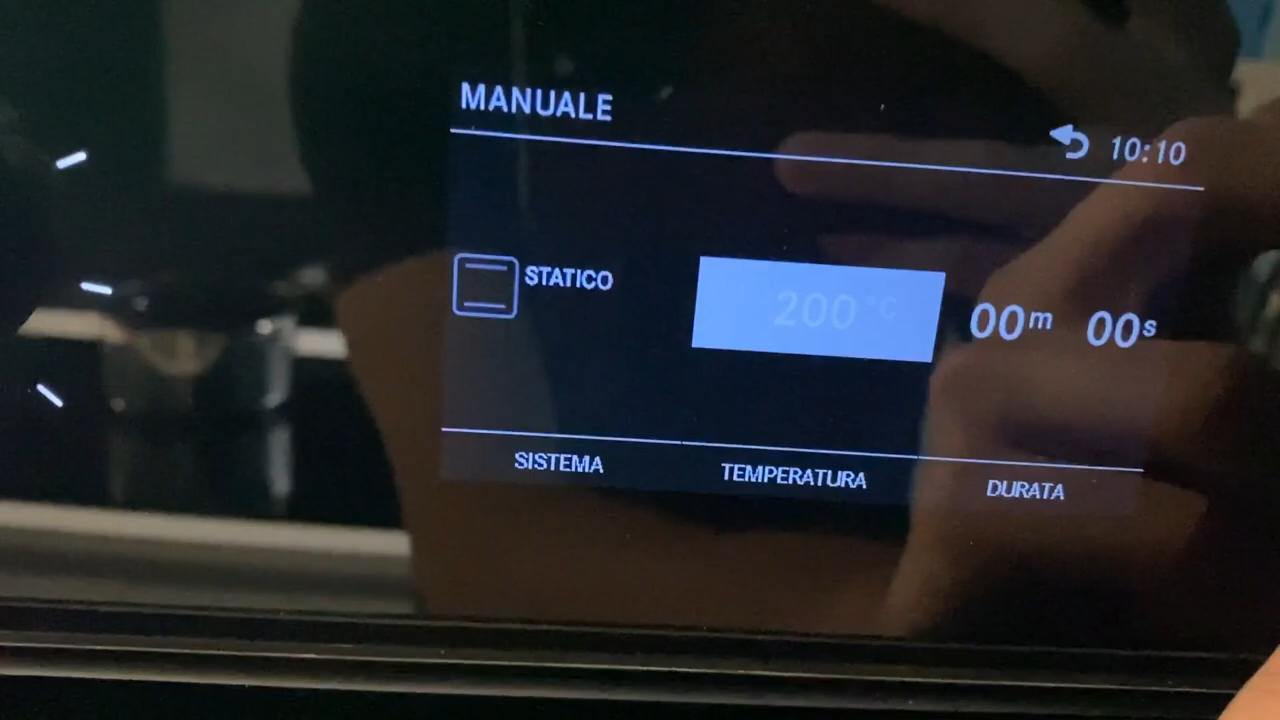 MANUALE
10:10
STATICO
200 °C
00m 00s
SISTEMA
TEMPERATURA
DURATA